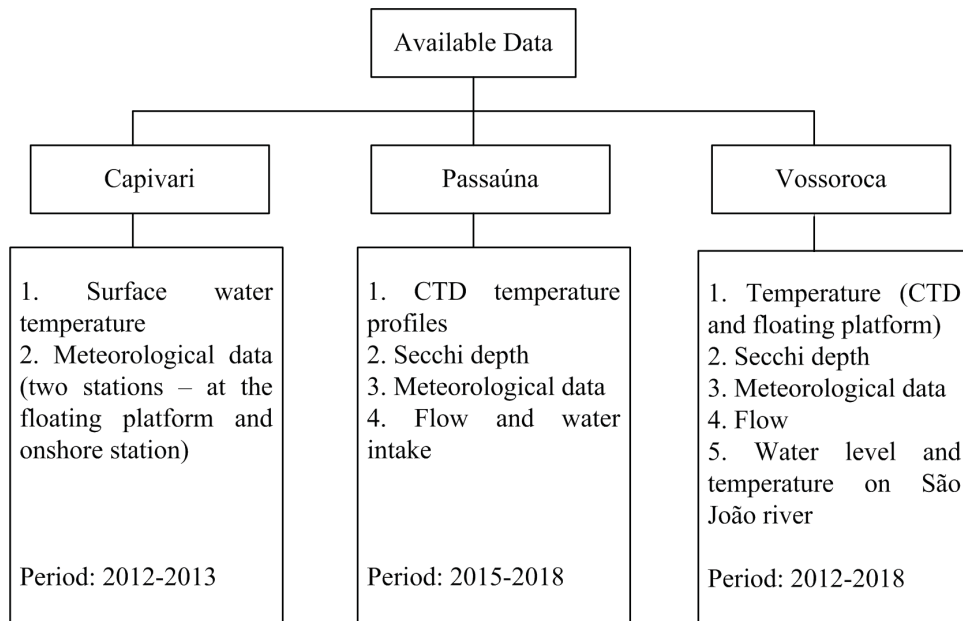 Available Data
Capivari
Passaúna
Vossoroca
1. Surface water
temperature
2. Meteorological data
(two stations – at the
floating platform and
onshore station)
Period: 2012-2013
1. CTD temperature
profiles
2. Secchi depth
3. Meteorological data
4. Flow and water
intake
Period: 2015-2018
1. Temperature (CTD
and floating platform)
2. Secchi depth
3. Meteorological data
4. Flow
5. Water level and
temperature on São
João river
Period: 2012-2018